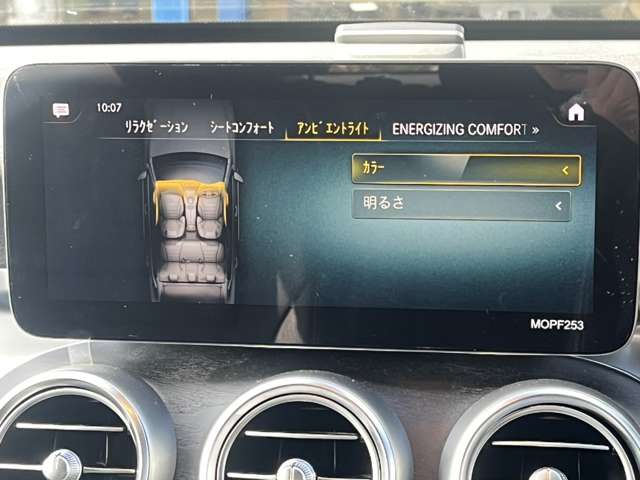 10:07
ﾘﾗｸｾﾞｰｼｮﾝ ｼｰﾄｺﾝﾌｫｰﾄ ｱﾝﾋﾞｴﾝﾄﾗｲﾄ ENERGIZING COMFORT »
ｶﾗｰ
明るさ
MOPF253